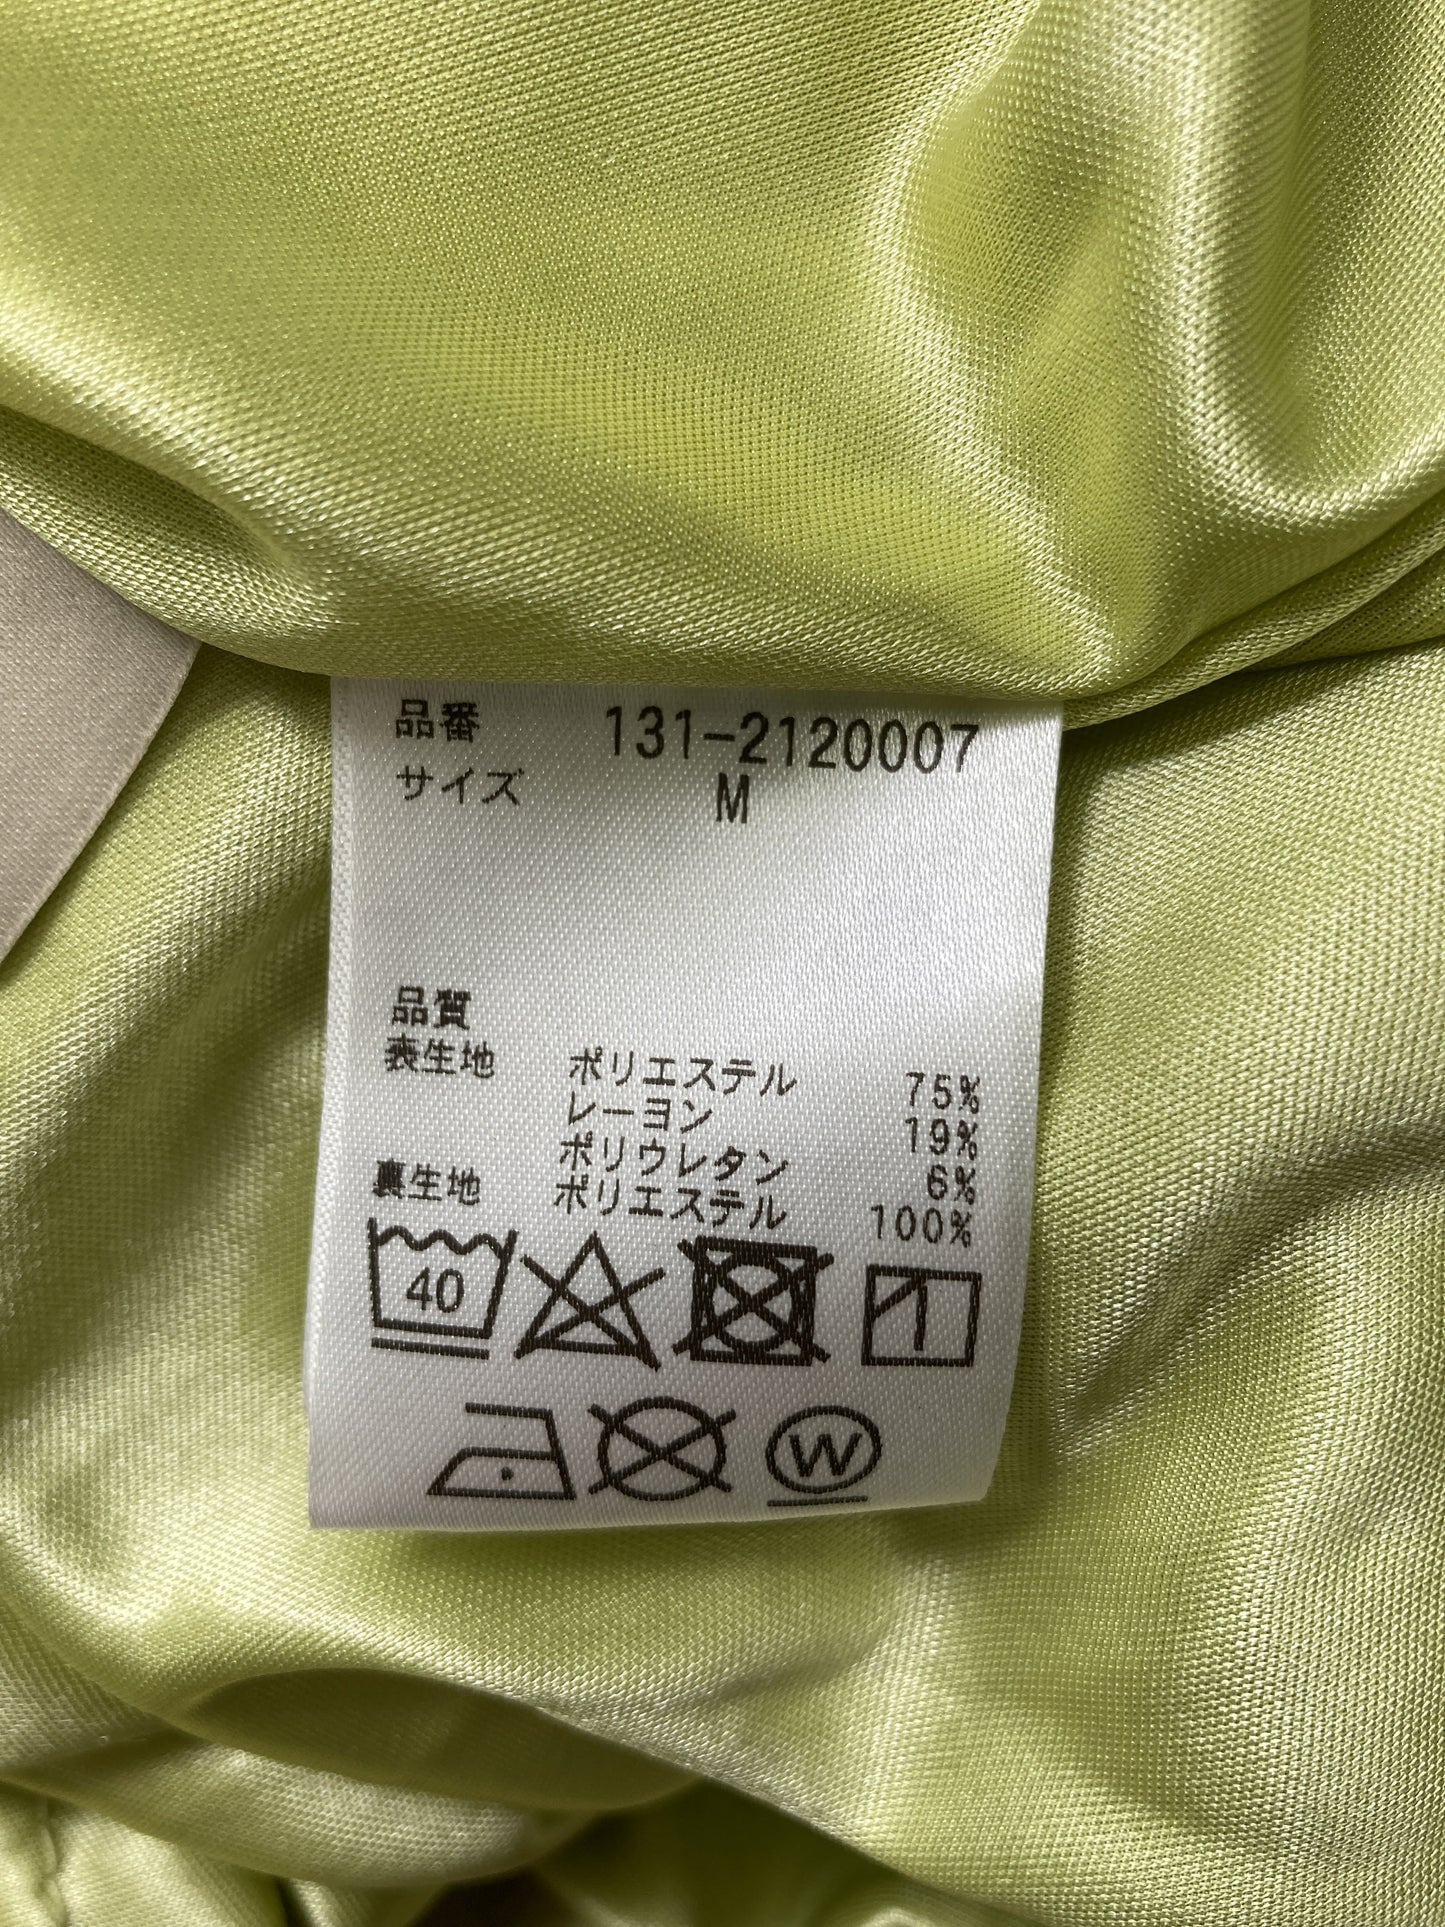 品番 131-2120007
サイズ M
品質
表生地 ポリエステル 75%
レーヨン 19%
ポリウレタン 6%
裏生地 ポリエステル 100%
40
W